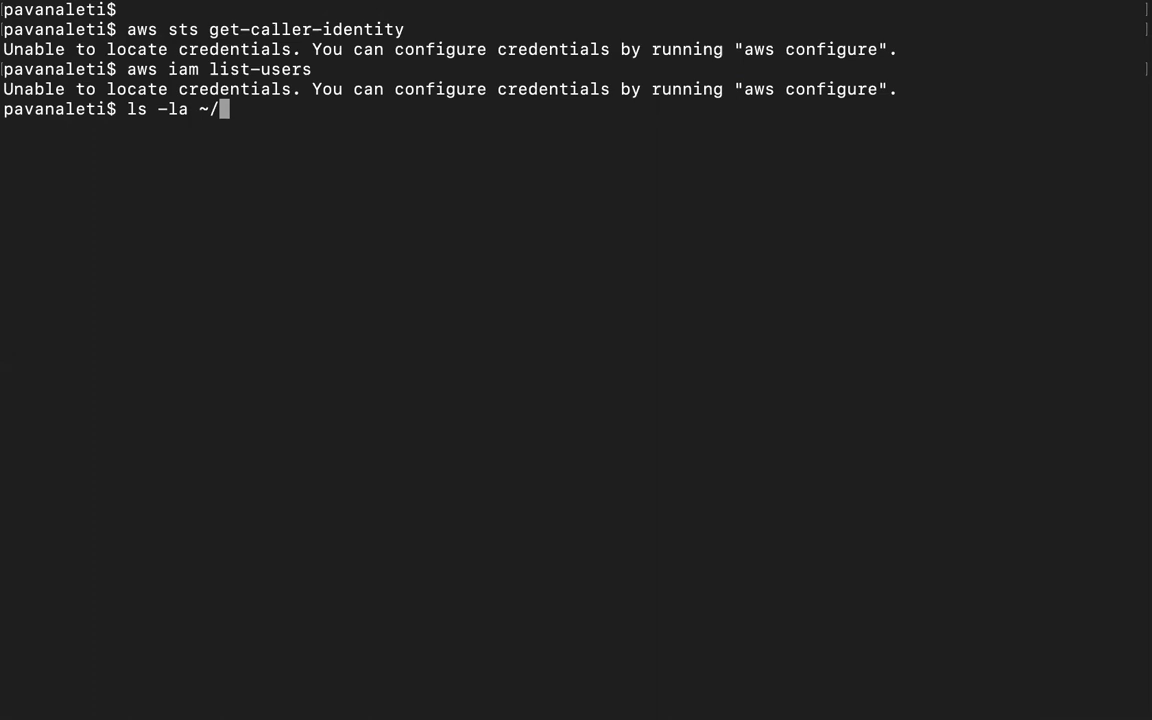 pavanaleti$
pavanaleti$ aws sts get-caller-identity
Unable to locate credentials. You can configure credentials by running "aws configure".
pavanaleti$ aws iam list-users
Unable to locate credentials. You can configure credentials by running "aws configure".
pavanaleti$ ls -la ~/